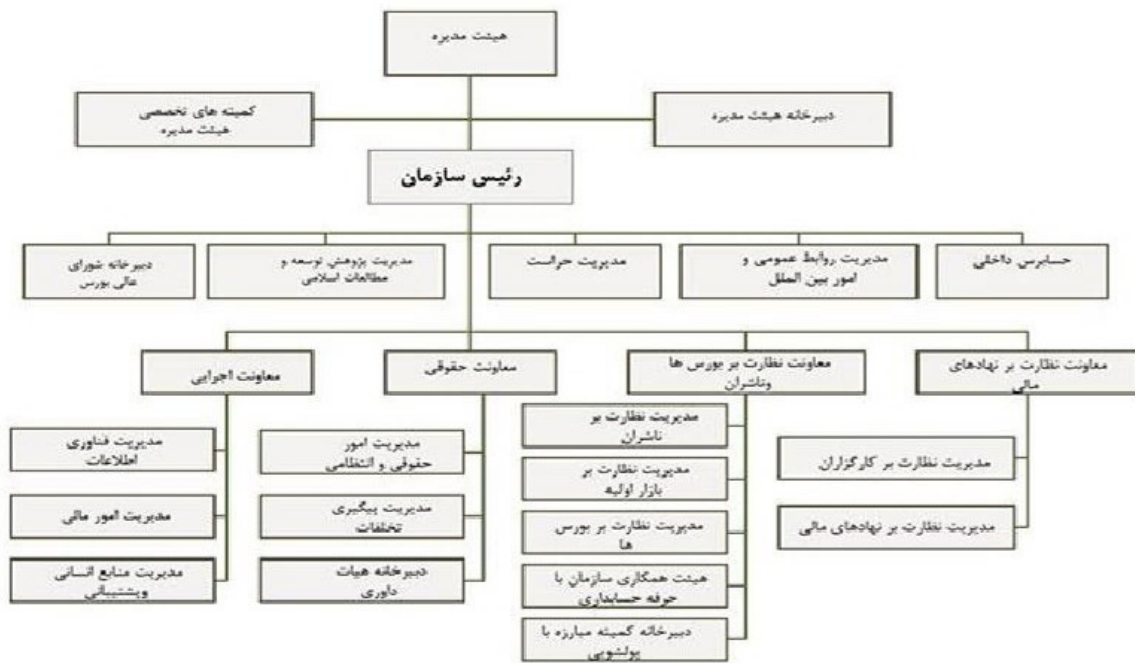 هیئت مدیره
دبیرخانه هیئت مدیره
کمیته های تخصصی
هیئت مدیره
رئیس سازمان
حسابرس داخلی
مدیریت روابط عمومی و
امور بین الملل
مدیریت حراست
مدیریت پژوهش توسعه و
مطالعات اسلامی
دبیرخانه شورای
عالی بورس
معاونت نظارت بر نهادهای
مالی
معاونت نظارت بر بورس ها
وناشران
معاونت حقوقی
معاونت اجرایی
مدیریت نظارت بر کارگزاران
مدیریت نظارت بر نهادهای مالی
مدیریت نظارت بر
ناشران
مدیریت نظارت بر
بازار اولیه
مدیریت نظارت بر بورس
ها
هیئت همکاری سازمان با
حرفه حسابداری
دبیرخانه کمیته مبارزه با
پولشویی
مدیریت امور
حقوقی و انتظامی
مدیریت پیگیری
تخلفات
دبیرخانه هیات
داوری
مدیریت فناوری
اطلاعات
مدیریت امور مالی
مدیریت منابع انسانی
وپشتیبانی